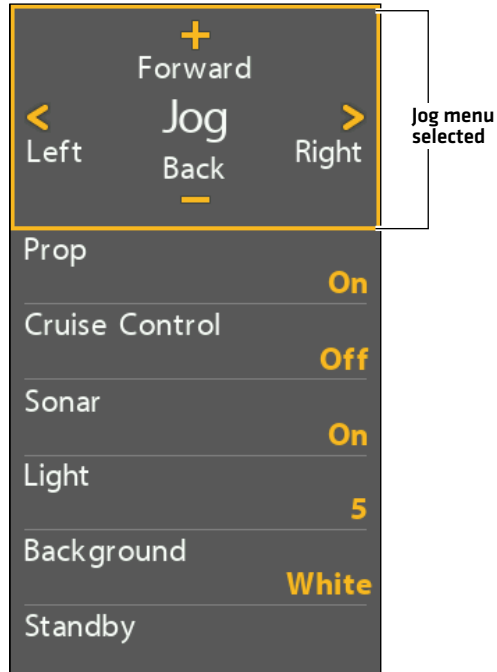 +
Forward
< Jog >
Left Right
Back
−
Jog menu
selected
Prop
On
Cruise Control
Off
Sonar
On
Light
5
Background
White
Standby